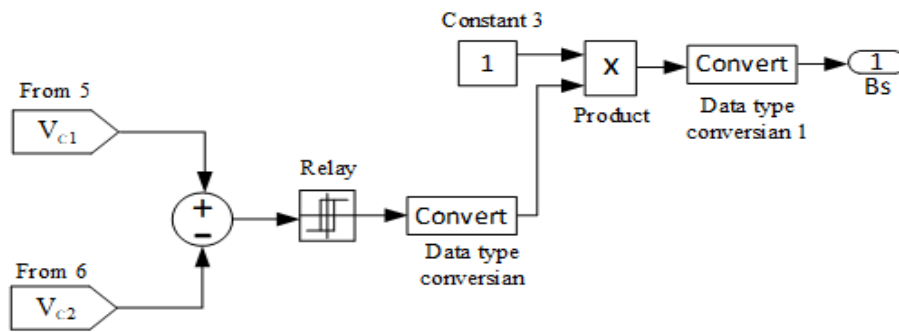 Constant 3
1
X
Product
Convert
Data type
conversian 1
1
Bs
From 5
Vc1
+
-
From 6
Vc2
Relay
Convert
Data type
conversian